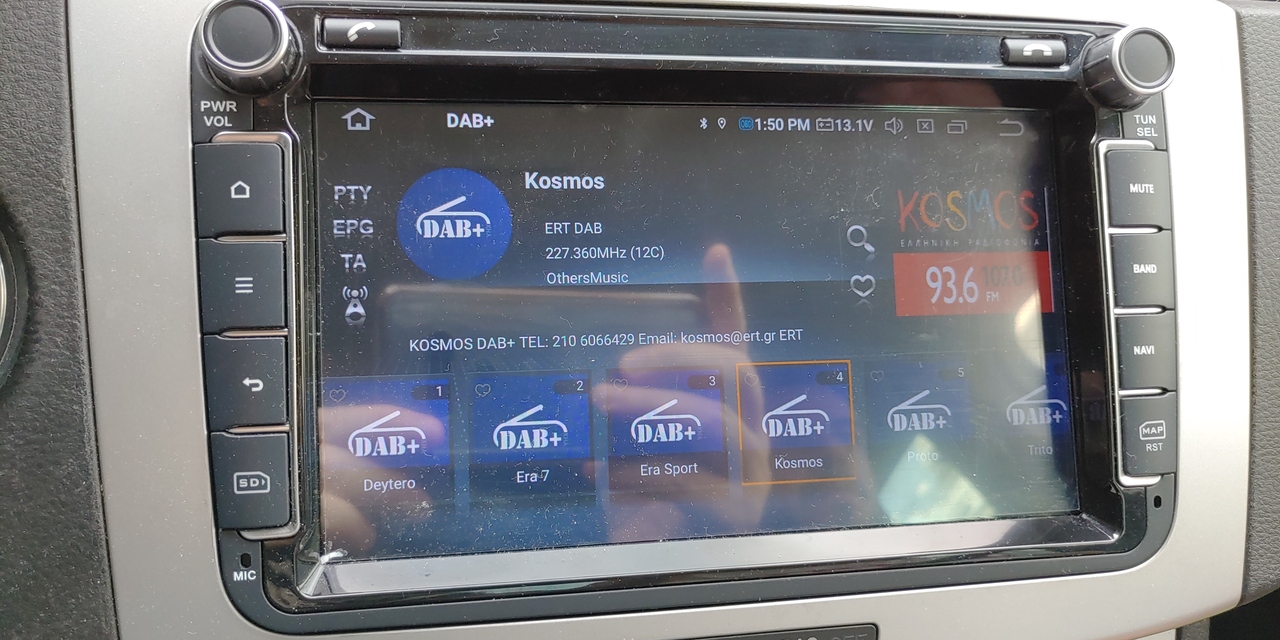 PWR
VOL
TUN
SEL
DAB+
1:50 PM
13.1V
PTY
EPG
TA
DAB+
Kosmos
ERT DAB
227.360MHz (12C)
OthersMusic
KOSMOS
ΕΛΛΗΝΙΚΗ ΡΑΔΙΟΦΩΝΙΑ
93.6 107.0
FM
KOSMOS DAB+ TEL: 210 6066429 Email: kosmos@ert.gr ERT
1
DAB+
Deytero
2
DAB+
Era 7
3
DAB+
Era Sport
4
DAB+
Kosmos
5
DAB+
Proto
DAB+
Trito
SD
MIC
MUTE
BAND
NAVI
MAP
RST